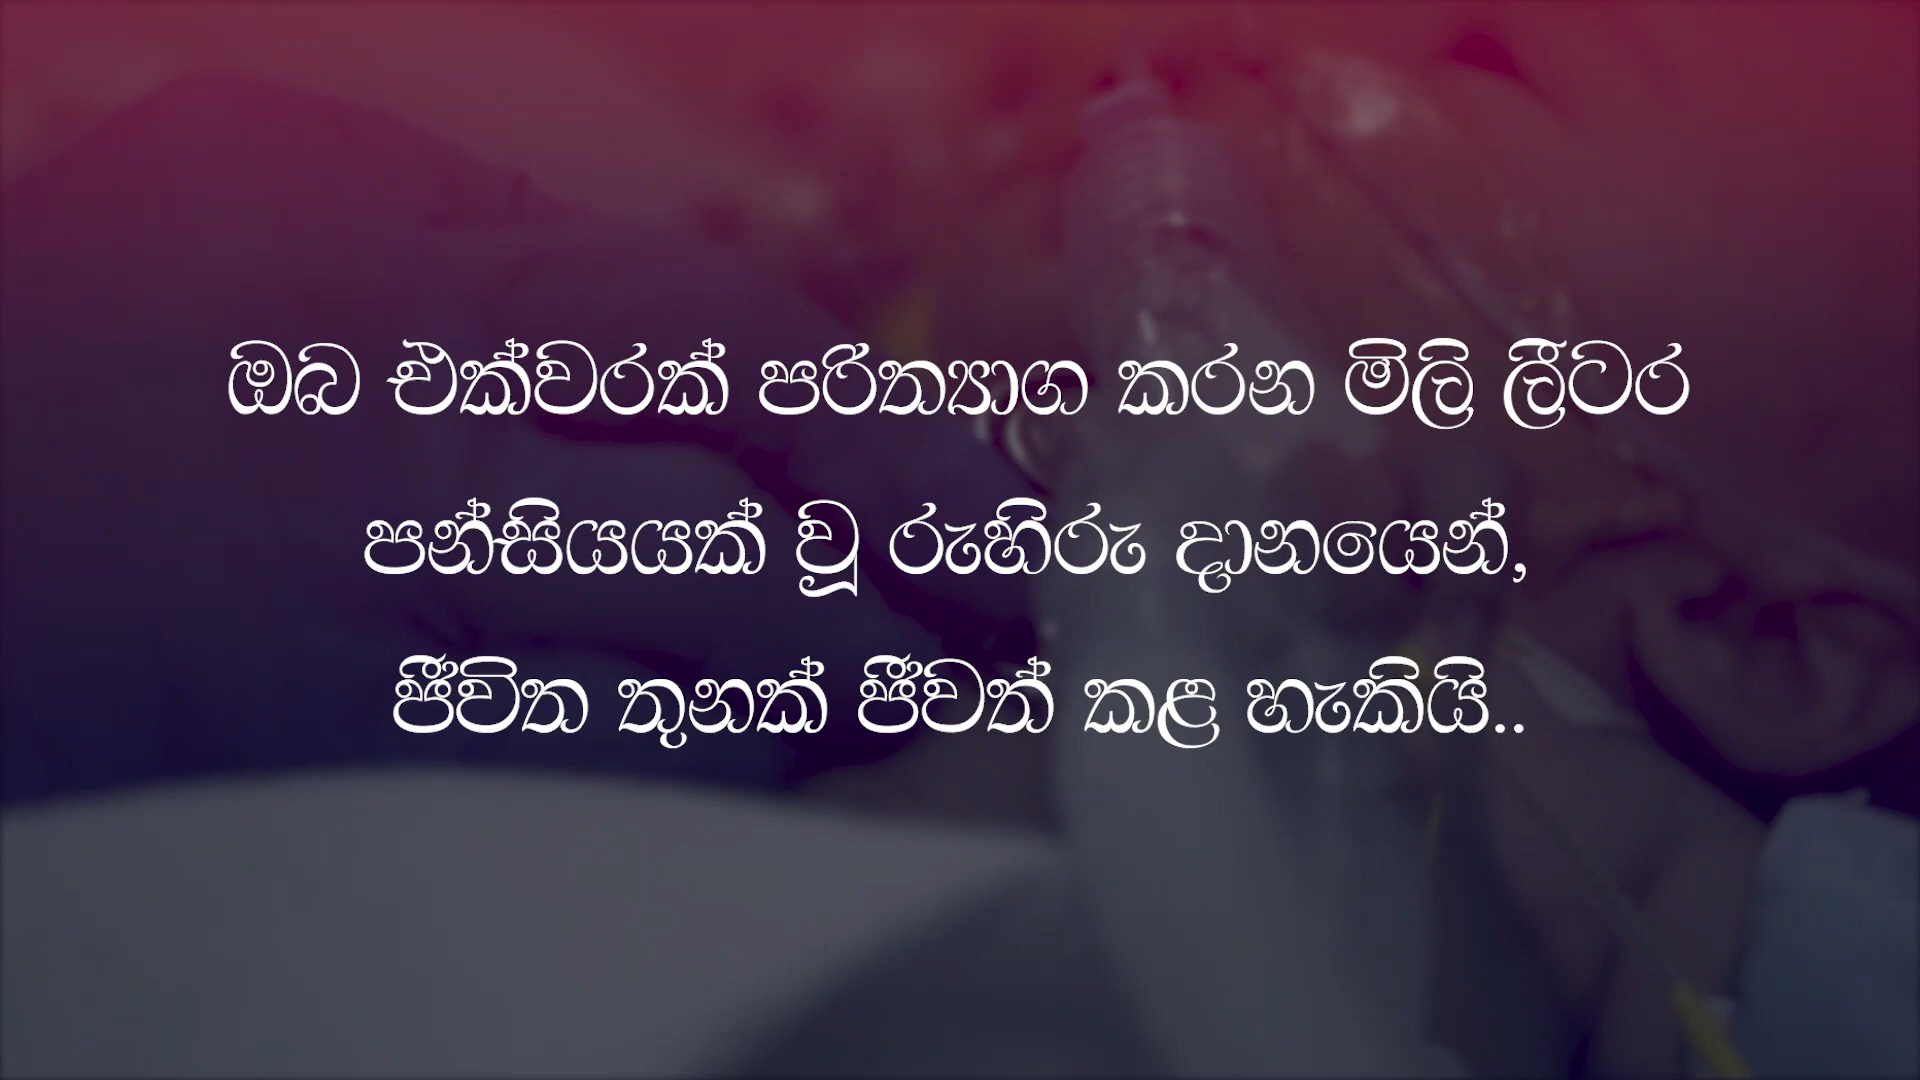 ඔබ එක්වරක් පරිත්‍යාග කරන මිලි ලීටර
පන්සියයක් වූ රුහිරු දානයෙන්,
ජීවිත තුනක් ජීවත් කළ හැකියි..